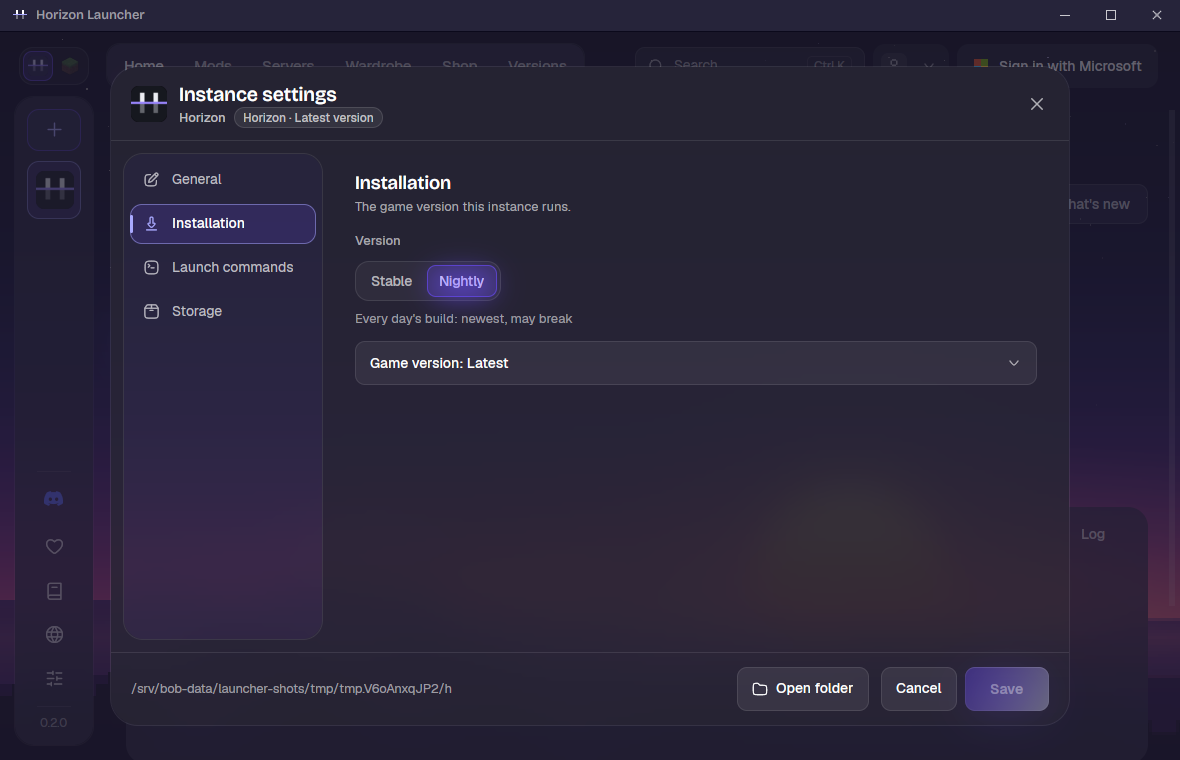 Horizon Launcher
Home Mods Servers Wardrobe Shop Versions Search Ctrl K Sign in with Microsoft
Instance settings
Horizon Horizon · Latest version
General
Installation
Launch commands
Storage
Installation
The game version this instance runs.
Version
Stable Nightly
Every day's build: newest, may break
Game version: Latest
hat's new
Log
/srv/bob-data/launcher-shots/tmp/tmp.V6oAnxqJP2/h
Open folder Cancel Save
0.2.0